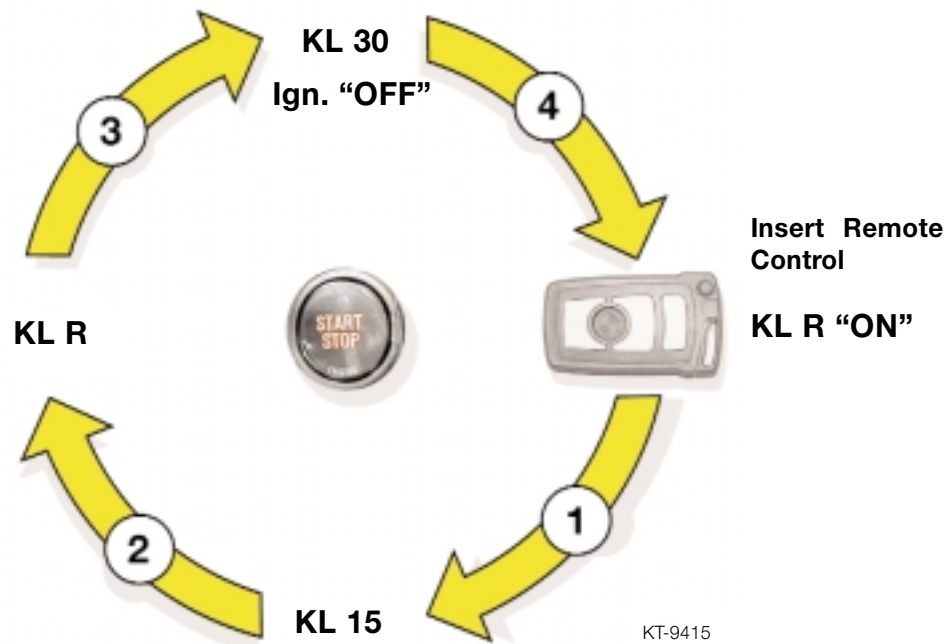 KL 30
Ign. “OFF”
3
4
Insert Remote
Control
KL R
START
STOP
KL R “ON”
2
1
KL 15
KT-9415